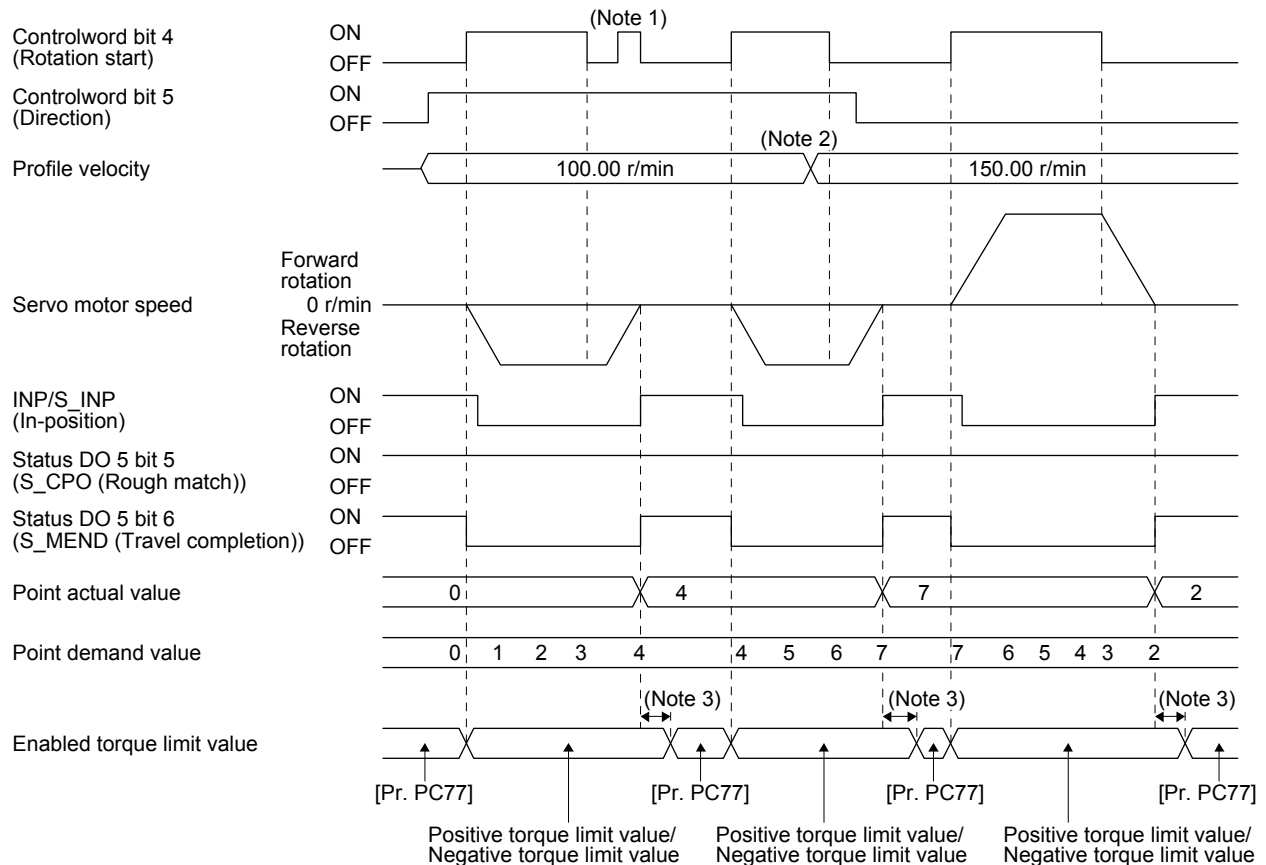 (Note 1)
Controlword bit 4
(Rotation start)
ON
OFF
Controlword bit 5
(Direction)
ON
OFF
(Note 2)
Profile velocity
100.00 r/min
150.00 r/min
Servo motor speed
Forward
rotation
0 r/min
Reverse
rotation
INP/S_INP
(In-position)
ON
OFF
Status DO 5 bit 5
(S_CPO (Rough match))
ON
OFF
Status DO 5 bit 6
(S_MEND (Travel completion))
ON
OFF
Point actual value
0 4 7 2
Point demand value
0 1 2 3 4 4 5 6 7 7 6 5 4 3 2
(Note 3) (Note 3) (Note 3)
Enabled torque limit value
[Pr. PC77] [Pr. PC77] [Pr. PC77] [Pr. PC77]
Positive torque limit value/
Negative torque limit value
Positive torque limit value/
Negative torque limit value
Positive torque limit value/
Negative torque limit value